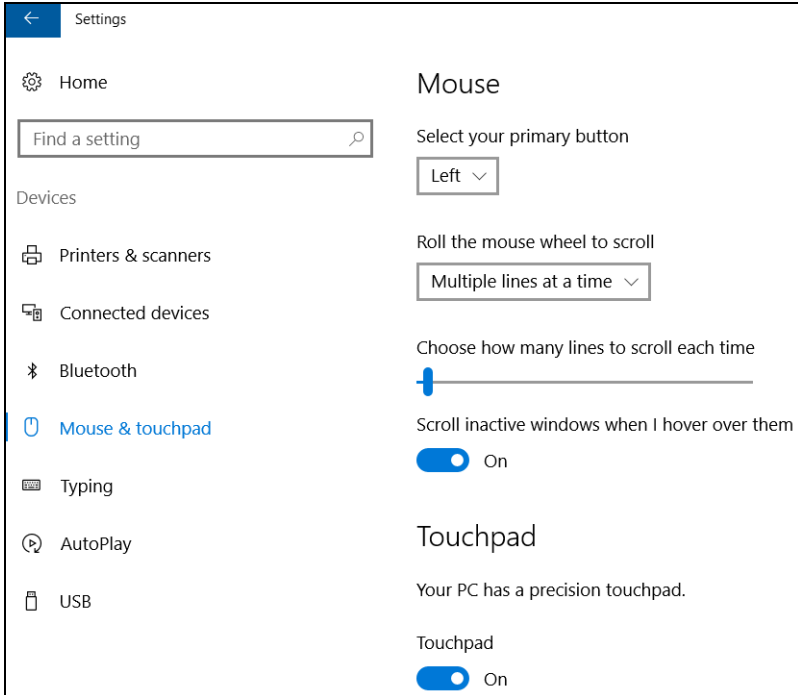 Settings
Home
Find a setting
Devices
Printers & scanners
Connected devices
Bluetooth
Mouse & touchpad
Typing
AutoPlay
USB
Mouse
Select your primary button
Left
Roll the mouse wheel to scroll
Multiple lines at a time
Choose how many lines to scroll each time
Scroll inactive windows when I hover over them
On
Touchpad
Your PC has a precision touchpad.
Touchpad
On